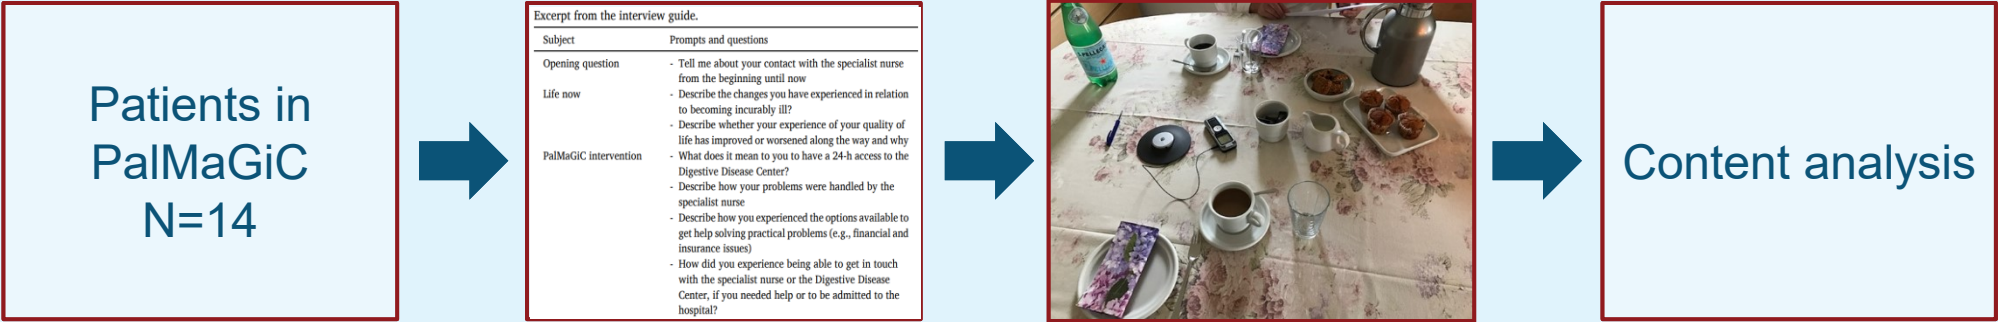 Patients in
PalMaGiC
N=14
Excerpt from the interview guide.
Subject Prompts and questions
Opening question - Tell me about your contact with the specialist nurse
from the beginning until now
Life now - Describe the changes you have experienced in relation
to becoming incurably ill?
- Describe whether your experience of your quality of
life has improved or worsened along the way and why
PalMaGiC intervention - What does it mean to you to have a 24-h access to the
Digestive Disease Center?
- Describe how your problems were handled by the
specialist nurse
- Describe how you experienced the options available to
get help solving practical problems (e.g., financial and
insurance issues)
- How did you experience being able to get in touch
with the specialist nurse or the Digestive Disease
Center, if you needed help or to be admitted to the
hospital?
Content analysis